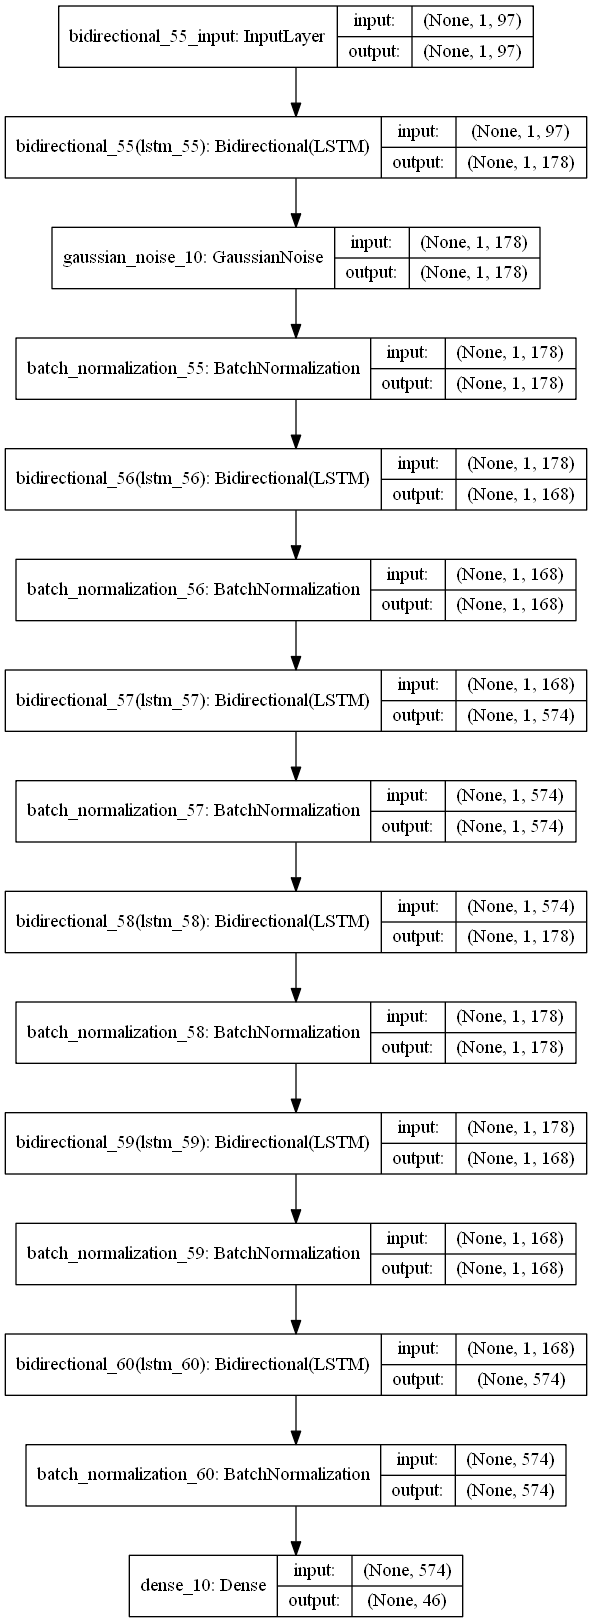 bidirectional_55_input: InputLayer
input:
(None, 1, 97)
output:
(None, 1, 97)
bidirectional_55(lstm_55): Bidirectional(LSTM)
input:
(None, 1, 97)
output:
(None, 1, 178)
gaussian_noise_10: GaussianNoise
input:
(None, 1, 178)
output:
(None, 1, 178)
batch_normalization_55: BatchNormalization
input:
(None, 1, 178)
output:
(None, 1, 178)
bidirectional_56(lstm_56): Bidirectional(LSTM)
input:
(None, 1, 178)
output:
(None, 1, 168)
batch_normalization_56: BatchNormalization
input:
(None, 1, 168)
output:
(None, 1, 168)
bidirectional_57(lstm_57): Bidirectional(LSTM)
input:
(None, 1, 168)
output:
(None, 1, 574)
batch_normalization_57: BatchNormalization
input:
(None, 1, 574)
output:
(None, 1, 574)
bidirectional_58(lstm_58): Bidirectional(LSTM)
input:
(None, 1, 574)
output:
(None, 1, 178)
batch_normalization_58: BatchNormalization
input:
(None, 1, 178)
output:
(None, 1, 178)
bidirectional_59(lstm_59): Bidirectional(LSTM)
input:
(None, 1, 178)
output:
(None, 1, 168)
batch_normalization_59: BatchNormalization
input:
(None, 1, 168)
output:
(None, 1, 168)
bidirectional_60(lstm_60): Bidirectional(LSTM)
input:
(None, 1, 168)
output:
(None, 574)
batch_normalization_60: BatchNormalization
input:
(None, 574)
output:
(None, 574)
dense_10: Dense
input:
(None, 574)
output:
(None, 46)